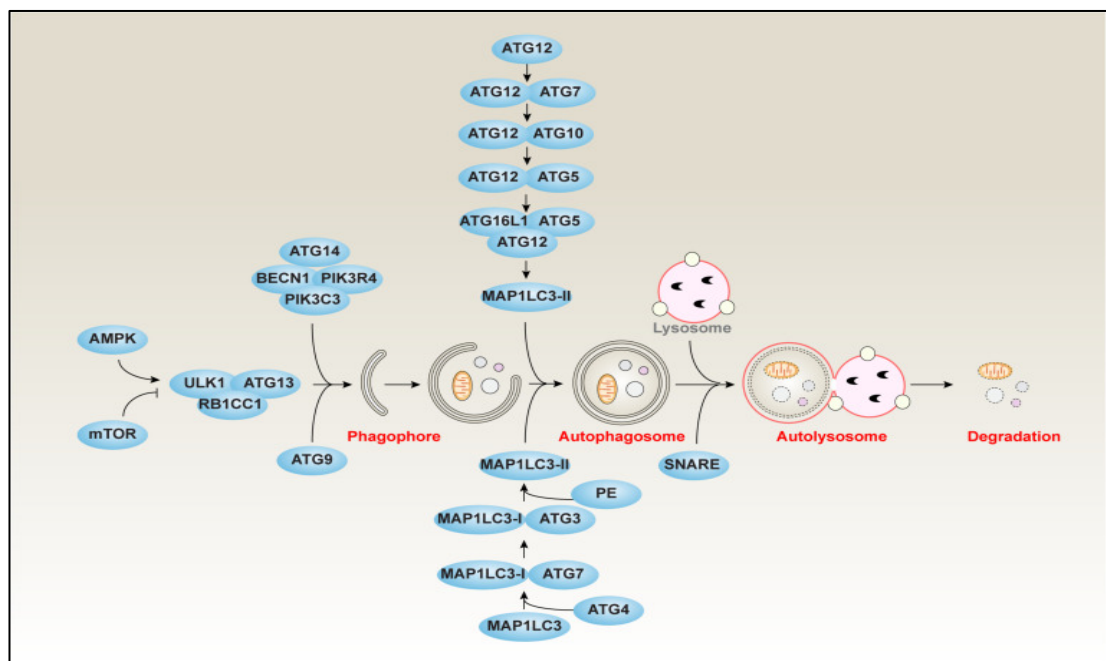 ATG12
ATG12 ATG7
ATG12 ATG10
ATG12 ATG5
ATG16L1 ATG5
ATG12
MAP1LC3-II
ATG14
BECN1 PIK3R4
PIK3C3
Lysosome
AMPK
ULK1 ATG13
RB1CC1
mTOR
ATG9
Phagophore
Autophagosome
Autolysosome
Degradation
MAP1LC3-II
SNARE
PE
MAP1LC3-I ATG3
MAP1LC3-I ATG7
ATG4
MAP1LC3